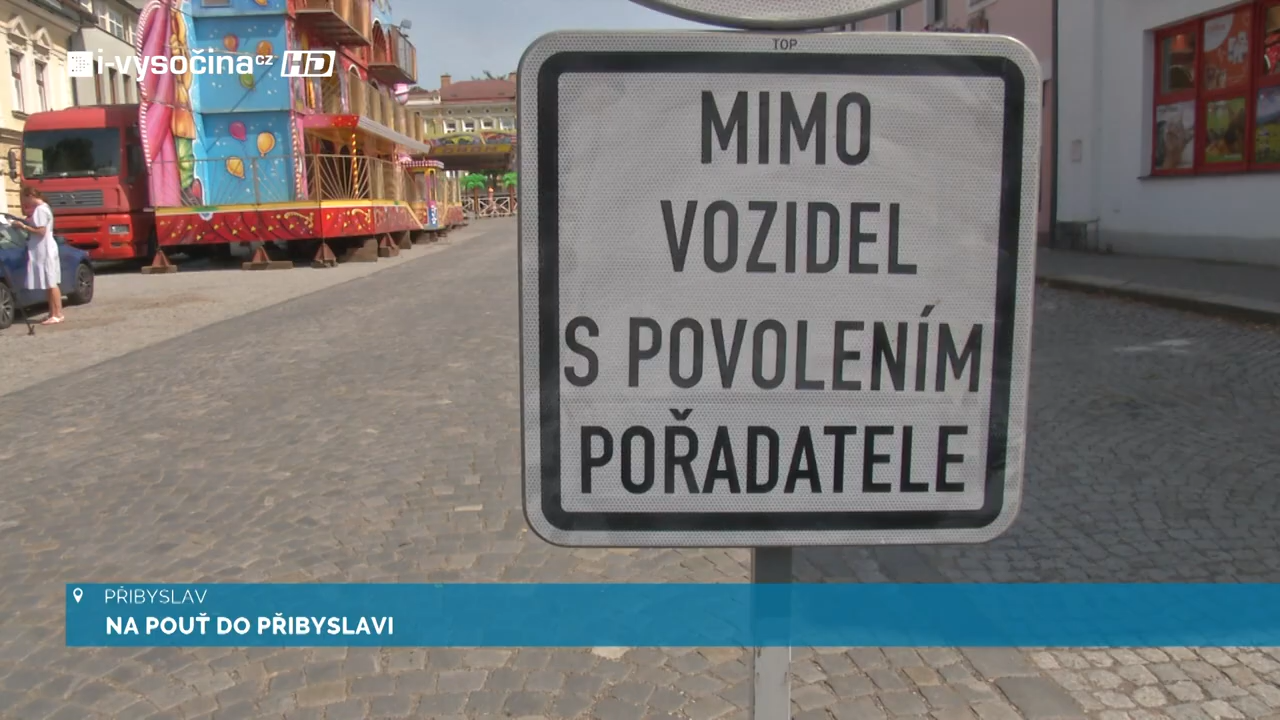 i-vysočina.cz HD
TOP
MIMO
VOZIDEL
S POVOLENÍM
POŘADATELE
PŘIBYSLAV
NA POUŤ DO PŘIBYSLAVI